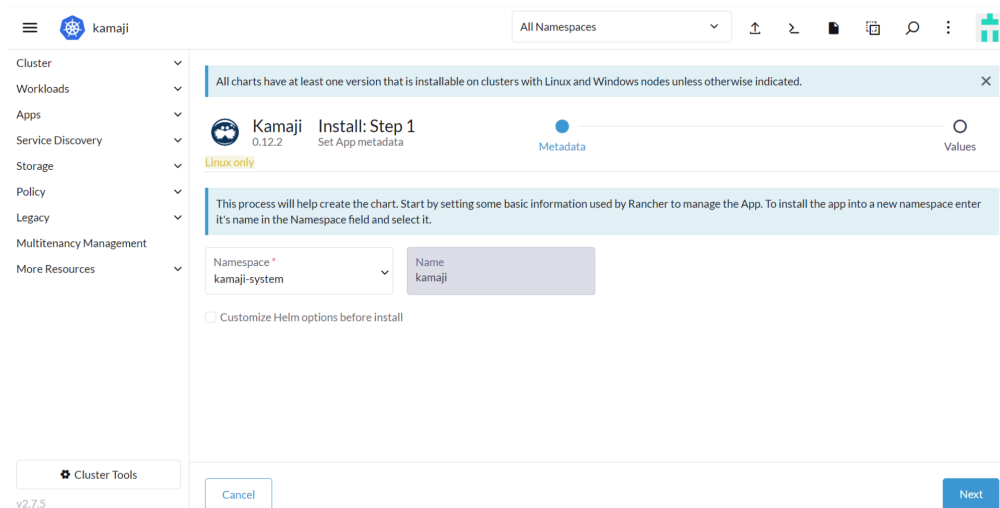 kamaji
All Namespaces
Cluster
Workloads
Apps
Service Discovery
Storage
Policy
Legacy
Multitenancy Management
More Resources
Cluster Tools
v2.7.5
All charts have at least one version that is installable on clusters with Linux and Windows nodes unless otherwise indicated.
Kamaji
0.12.2
Linux only
Install: Step 1
Set App metadata
Metadata
Values
This process will help create the chart. Start by setting some basic information used by Rancher to manage the App. To install the app into a new namespace enter
it's name in the Namespace field and select it.
Namespace *
kamaji-system
Name
kamaji
Customize Helm options before install
Cancel
Next